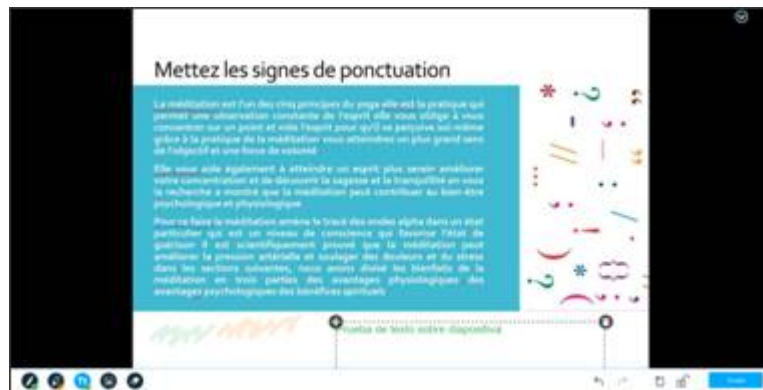 Mettez les signes de ponctuation
La méditation est l'un des cinq principes du yoga elle est la pratique qui
permet une observation constante de l'esprit elle vous oblige à vous
concentrer sur un point et vide l'esprit pour qu'il se perçoive lui-même
grâce à la pratique de la méditation vous atteindrez un plus grand sens
de l'objectif et une force de volonté
Elle vous aide également à atteindre un esprit plus serein améliorer
votre concentration et de découvrir la sagesse et la tranquillité en vous
la recherche a montré que la méditation peut contribuer au bien-être
psychologique et physiologique
Pour ce faire la méditation amène le tracé des ondes alpha dans un état
particulier qui est un niveau de conscience qui favorise l'état de
guérison il est scientifiquement prouvé que la méditation peut
améliorer la pression artérielle et soulager des douleurs et du stress
dans les sections suivantes, nous avons divisé les bienfaits de la
méditation en trois parties des avantages physiologiques des
avantages psychologiques des bénéfices spirituels
Prueba de texto sobre diapositiva